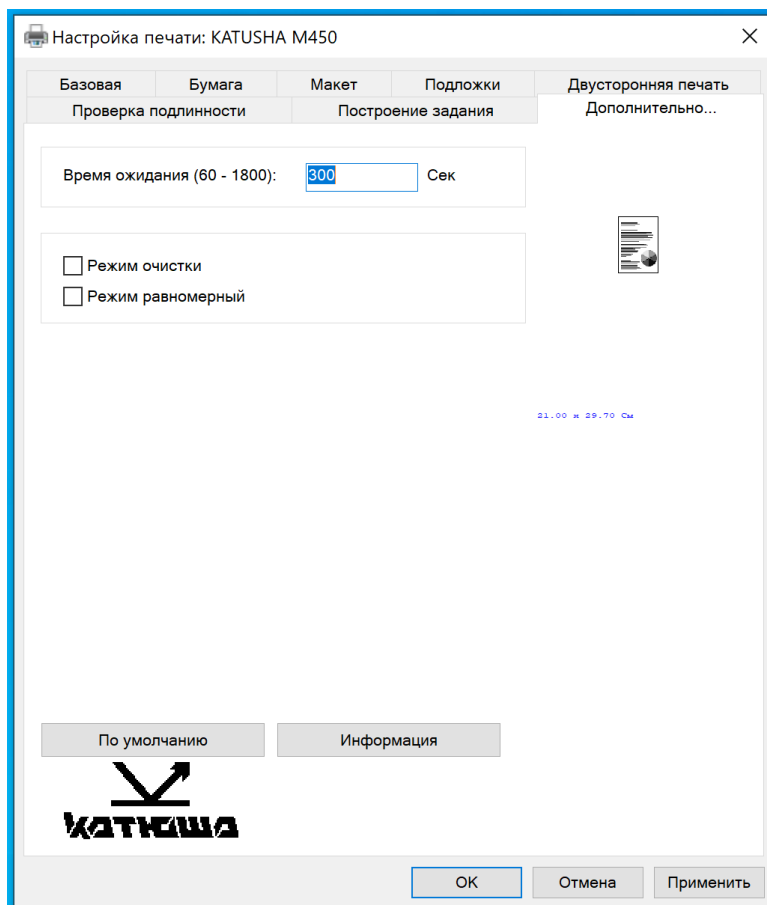 Настройка печати: KATUSHA M450
Базовая Бумага Макет Подложки Двусторонняя печать
Проверка подлинности Построение задания Дополнительно...
Время ожидания (60 - 1800): 300 Сек
Режим очистки
Режим равномерный
21.00 x 29.70 См
По умолчанию Информация
катюша
OK Отмена Применить